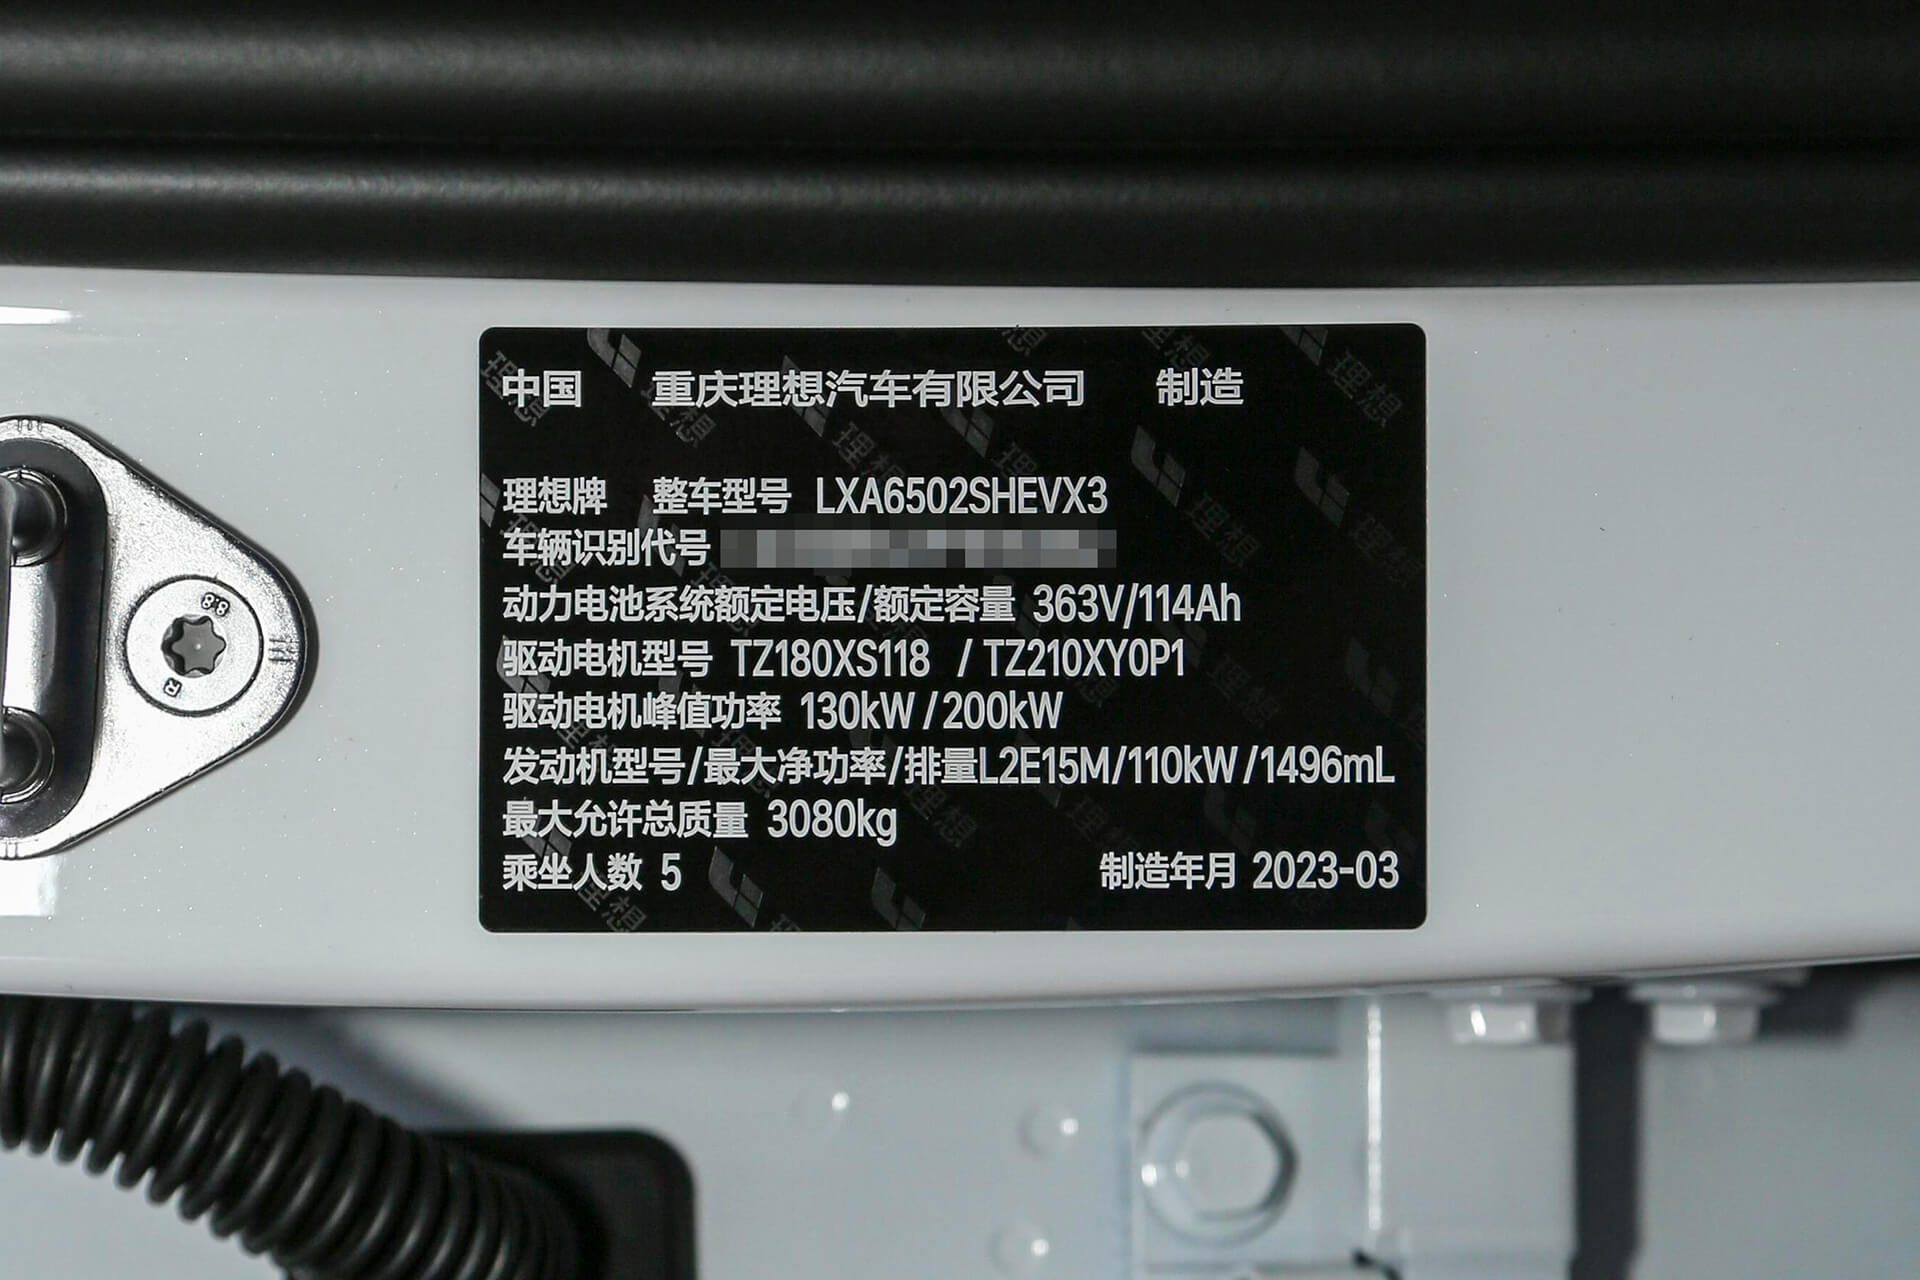 中国 重庆理想汽车有限公司 制造
理想牌 整车型号 LXA6502SHEVX3
车辆识别代号
动力电池系统额定电压/额定容量 363V/114Ah
驱动电机型号 TZ180XS118 / TZ210XY0P1
驱动电机峰值功率 130kW / 200kW
发动机型号/最大净功率/排量L2E15M/110kW /1496mL
最大允许总质量 3080kg
乘坐人数 5 制造年月 2023-03
8.8
R